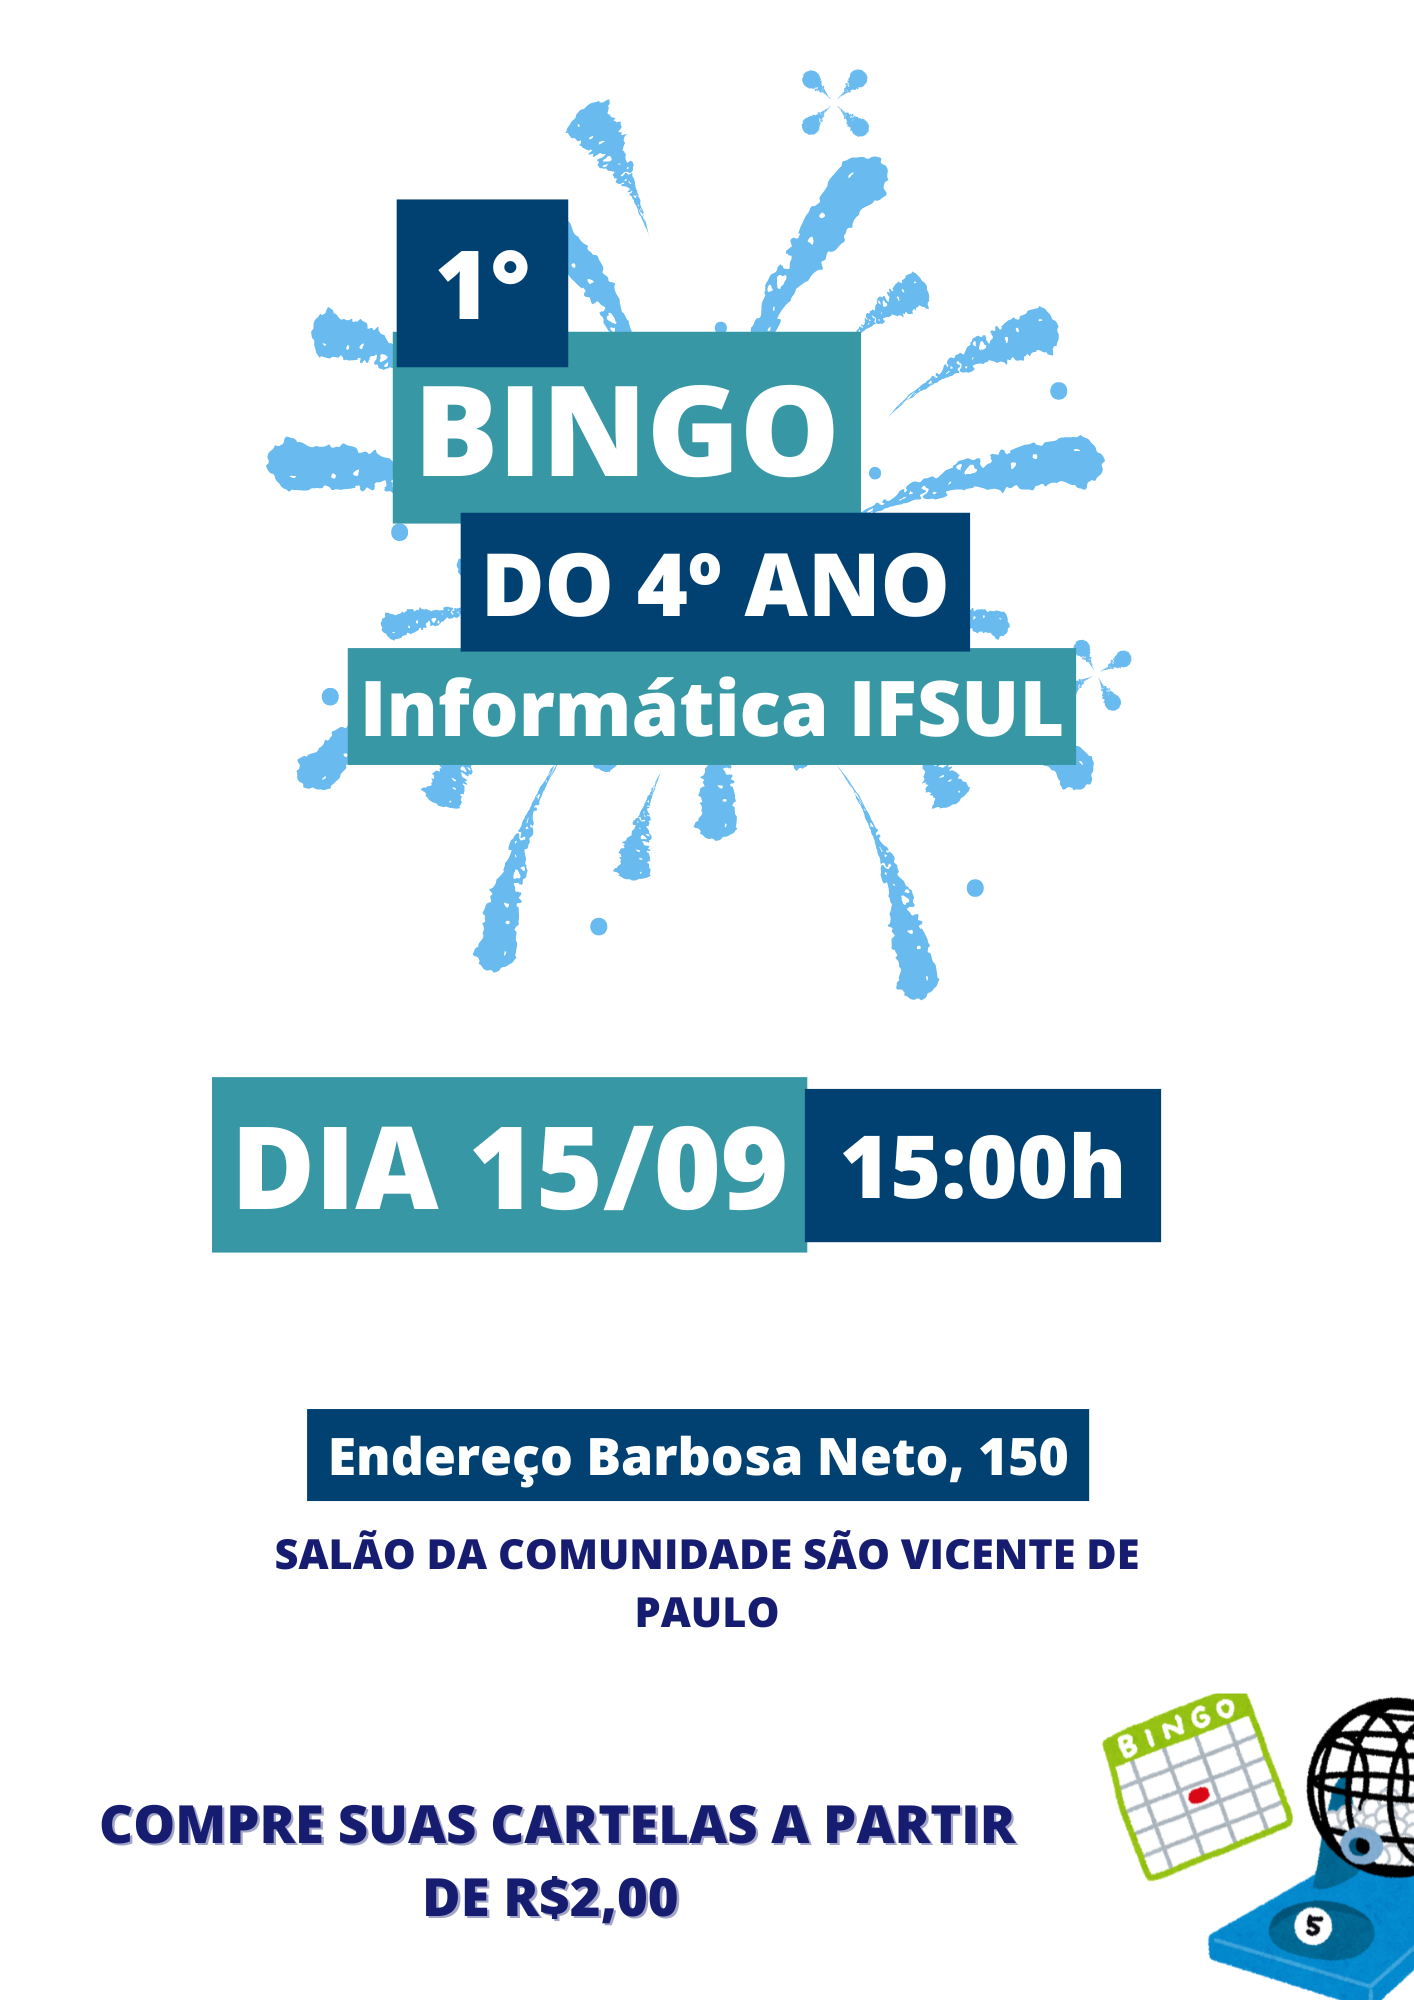 1°
BINGO
DO 4º ANO
Informática IFSUL
DIA 15/09
15:00h
Endereço Barbosa Neto, 150
SALÃO DA COMUNIDADE SÃO VICENTE DE
PAULO
BINGO
COMPRE SUAS CARTELAS A PARTIR
DE R$2,00
5